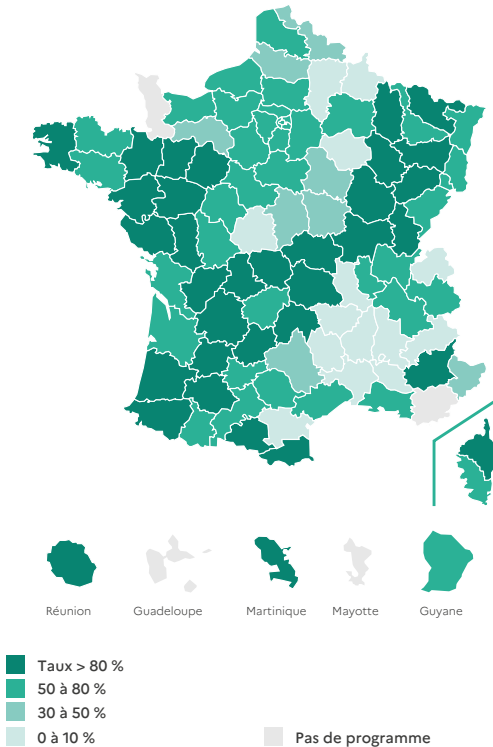 Réunion
Guadeloupe
Martinique
Mayotte
Guyane
Taux > 80 %
50 à 80 %
30 à 50 %
0 à 10 %
Pas de programme